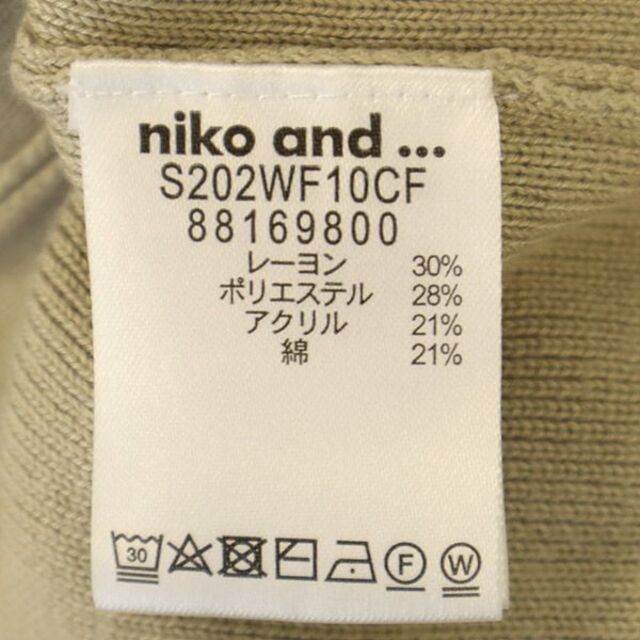 niko and ...
S202WF10CF
88169800
レーヨン 30%
ポリエステル 28%
アクリル 21%
綿 21%
30 F W